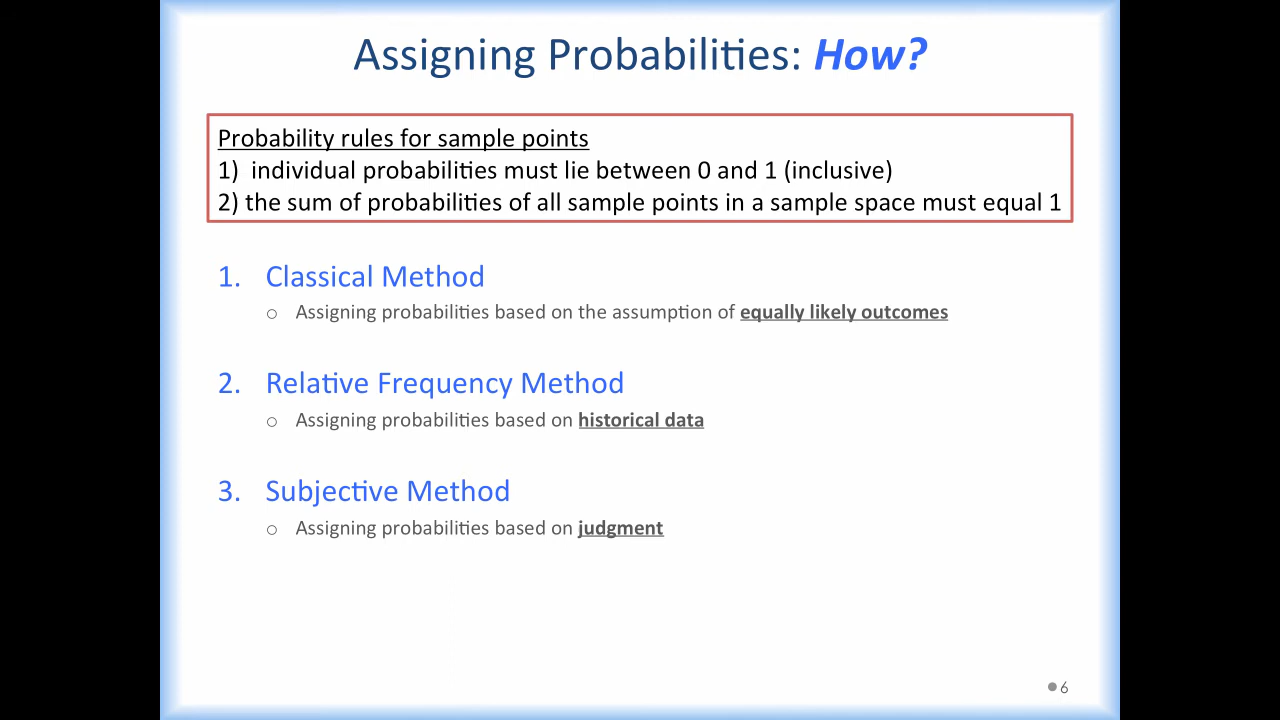 Assigning Probabilities: How?
Probability rules for sample points
1) individual probabilities must lie between 0 and 1 (inclusive)
2) the sum of probabilities of all sample points in a sample space must equal 1
1. Classical Method
○ Assigning probabilities based on the assumption of equally likely outcomes
2. Relative Frequency Method
○ Assigning probabilities based on historical data
3. Subjective Method
○ Assigning probabilities based on judgment
● 6